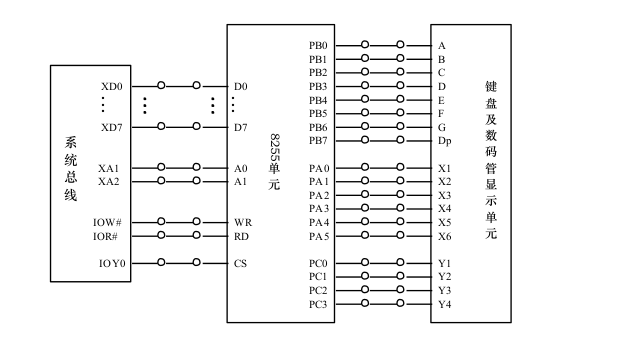 系统总线
XD0
⋮
XD7
XA1
XA2
IOW#
IOR#
IOY0
8255单元
D0
⋮
D7
A0
A1
WR
RD
CS
PB0
PB1
PB2
PB3
PB4
PB5
PB6
PB7
PA0
PA1
PA2
PA3
PA4
PA5
PC0
PC1
PC2
PC3
键盘及数码管显示单元
A
B
C
D
E
F
G
Dp
X1
X2
X3
X4
X5
X6
Y1
Y2
Y3
Y4